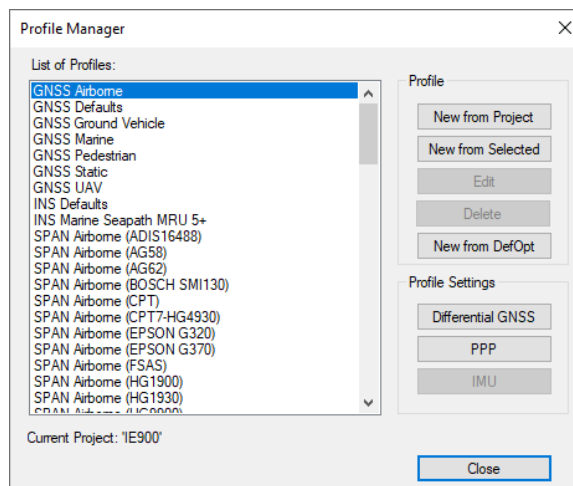 Profile Manager
List of Profiles:
GNSS Airborne
GNSS Defaults
GNSS Ground Vehicle
GNSS Marine
GNSS Pedestrian
GNSS Static
GNSS UAV
INS Defaults
INS Marine Seapath MRU 5+
SPAN Airborne (ADIS16488)
SPAN Airborne (AG58)
SPAN Airborne (AG62)
SPAN Airborne (BOSCH SMI130)
SPAN Airborne (CPT)
SPAN Airborne (CPT7-HG4930)
SPAN Airborne (EPSON G320)
SPAN Airborne (EPSON G370)
SPAN Airborne (FSAS)
SPAN Airborne (HG1900)
SPAN Airborne (HG1930)
Current Project: 'IE900'
Profile
New from Project
New from Selected
Edit
Delete
New from DefOpt
Profile Settings
Differential GNSS
PPP
IMU
Close